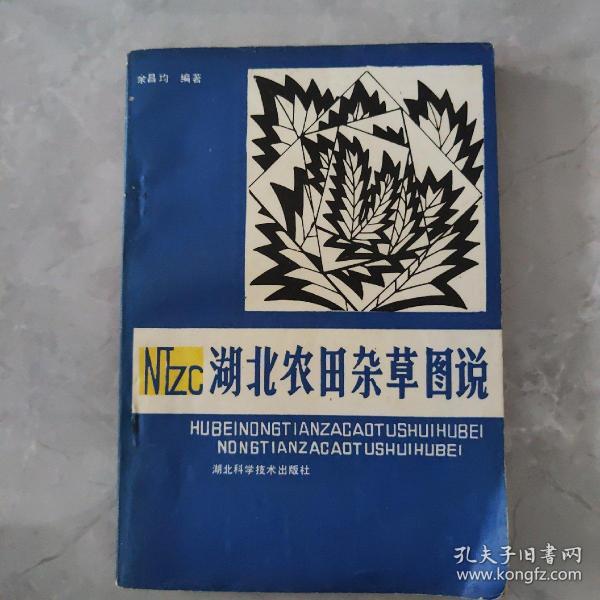 余昌均 编著
NTZC 湖北农田杂草图说
HUBEINONGTIANZACAOTUSHUIHUBEI
NONGTIANZACAOTUSHUIHUBEI
湖北科学技术出版社
孔夫子旧书网
www.kongfz.com